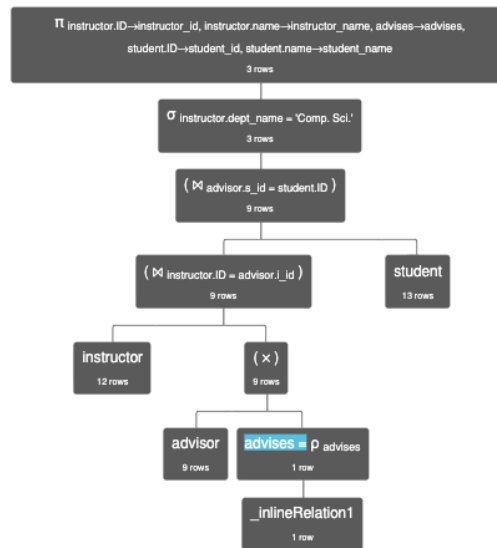 π instructor.ID→instructor_id, instructor.name→instructor_name, advises→advises,
student.ID→student_id, student.name→student_name
3 rows
σ instructor.dept_name = 'Comp. Sci.'
3 rows
( ⋈ advisor.s_id = student.ID )
9 rows
( ⋈ instructor.ID = advisor.i_id )
9 rows
student
13 rows
instructor
12 rows
( × )
9 rows
advisor
9 rows
advises = ρ advises
1 row
_inlineRelation1
1 row